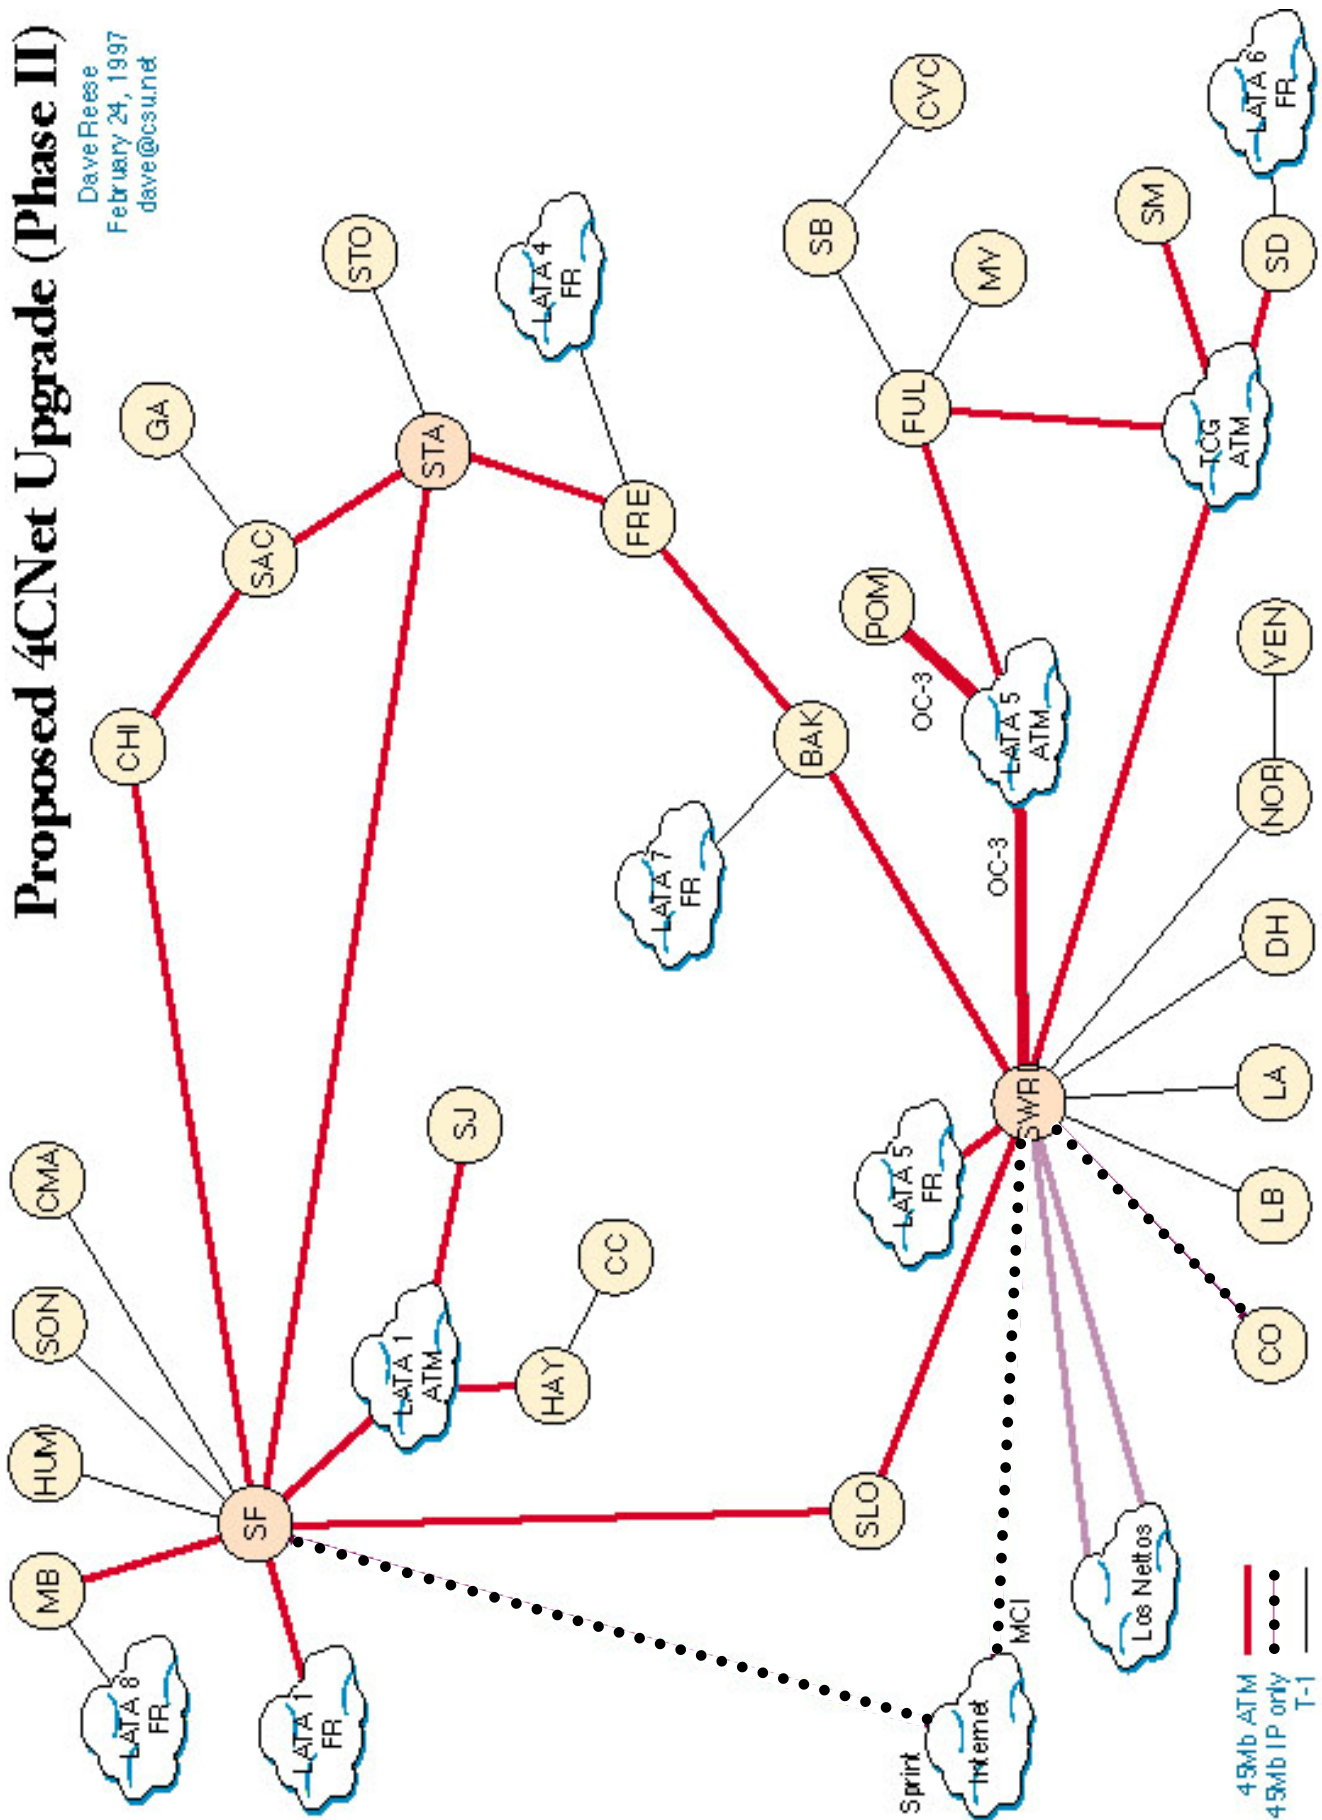 Proposed 4CNet Upgrade (Phase II)
Dave Reese
February 24, 1997
dave@csu.net
LATA 8
FR
MB
HUM
SON
CMA
CHI
GA
SAC
STO
STA
LATA 1
FR
SF
LATA 1
ATM
SJ
HAY
CC
LATA 4
FR
FRE
LATA 7
FR
BAK
SLO
LATA 5
FR
POM
OC-3
SB
CVC
FUL
MV
Sprint
Internet
MCI
SWRL
OC-3
LATA 5
ATM
Los Nettos
TCG
ATM
SM
LATA 6
FR
SD
CO
LB
LA
DH
NOR
VEN
45Mb ATM
45Mb IP only
T-1